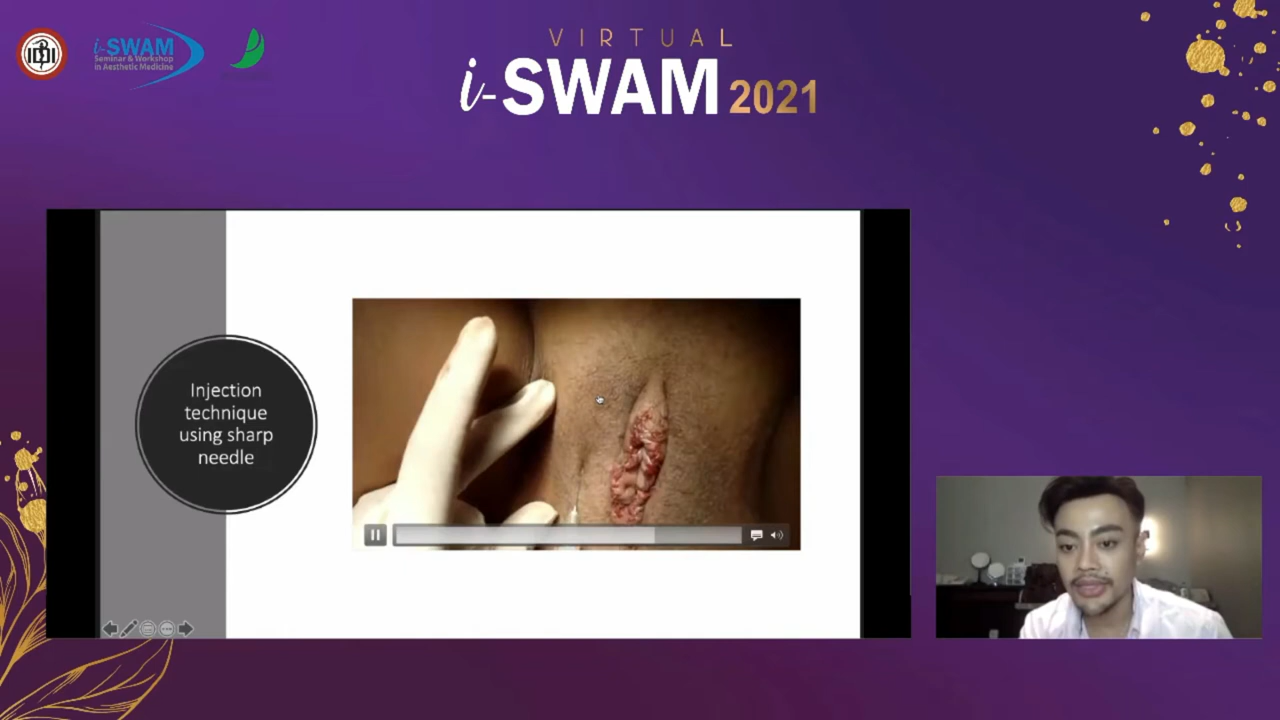 i-SWAM
Seminar & Workshop
in Aesthetic Medicine
VIRTUAL
i-SWAM 2021
Injection
technique
using sharp
needle